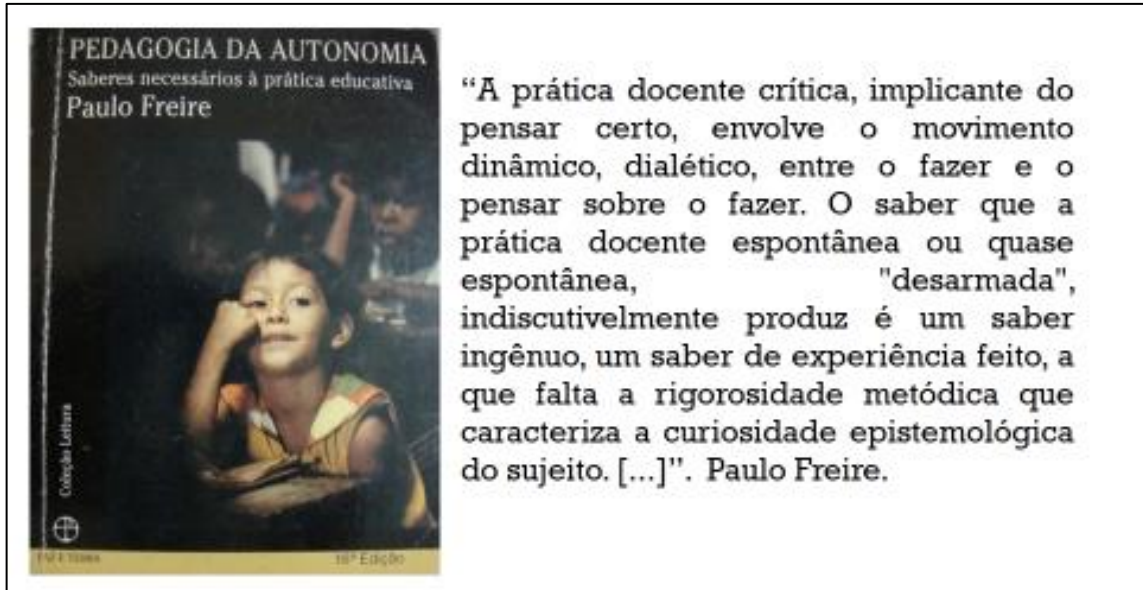 PEDAGOGIA DA AUTONOMIA
Saberes necessários à prática educativa
Paulo Freire
Coleção Leitura
PAZ E TERRA
16ª Edição
“A prática docente crítica, implicante do
pensar certo, envolve o movimento
dinâmico, dialético, entre o fazer e o
pensar sobre o fazer. O saber que a
prática docente espontânea ou quase
espontânea, "desarmada",
indiscutivelmente produz é um saber
ingênuo, um saber de experiência feito, a
que falta a rigorosidade metódica que
caracteriza a curiosidade epistemológica
do sujeito. [...]”. Paulo Freire.